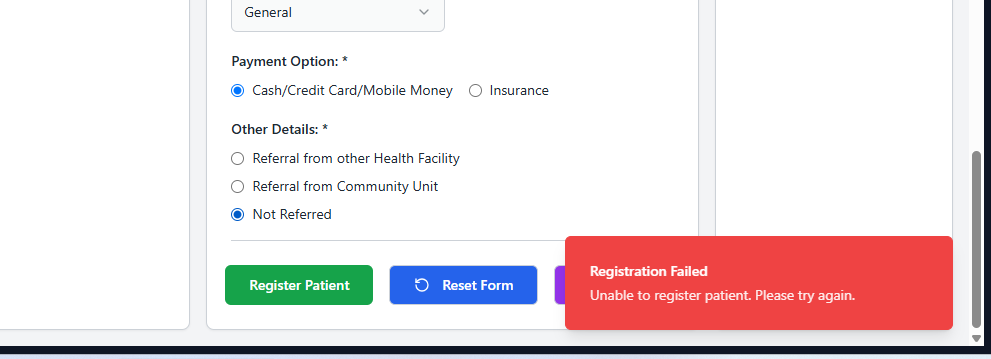 General
Payment Option: *
Cash/Credit Card/Mobile Money Insurance
Other Details: *
Referral from other Health Facility
Referral from Community Unit
Not Referred
Register Patient Reset Form
Registration Failed
Unable to register patient. Please try again.